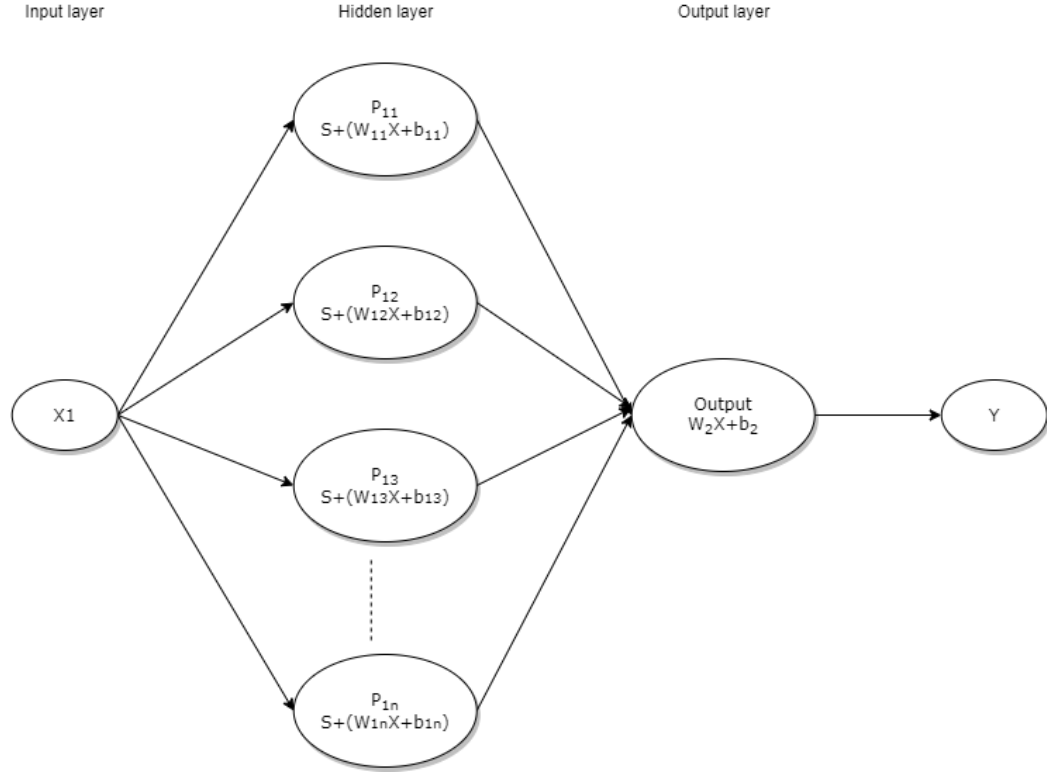 Input layer
Hidden layer
Output layer
P₁₁
S+(W₁₁X+b₁₁)
P₁₂
S+(W₁₂X+b₁₂)
X1
Output
W₂X+b₂
Y
P₁₃
S+(W₁₃X+b₁₃)
P₁ₙ
S+(W₁ₙX+b₁ₙ)